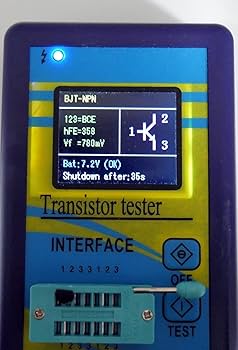 BJT-NPN
123=BCE
hFE=358
Vf =780mV
1
2
3
Bat:7.2V (OK)
Shutdown after:35s
Transistor tester
INTERFACE
OFF
1 2 3 3 1 2 3
TEST